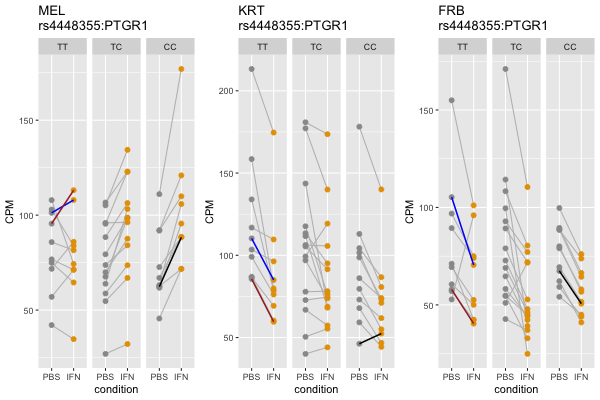 MEL
rs4448355:PTGR1
TT TC CC
CPM
150
100
50
PBS IFN PBS IFN PBS IFN
condition
KRT
rs4448355:PTGR1
TT TC CC
CPM
200
150
100
50
PBS IFN PBS IFN PBS IFN
condition
FRB
rs4448355:PTGR1
TT TC CC
CPM
150
100
50
PBS IFN PBS IFN PBS IFN
condition